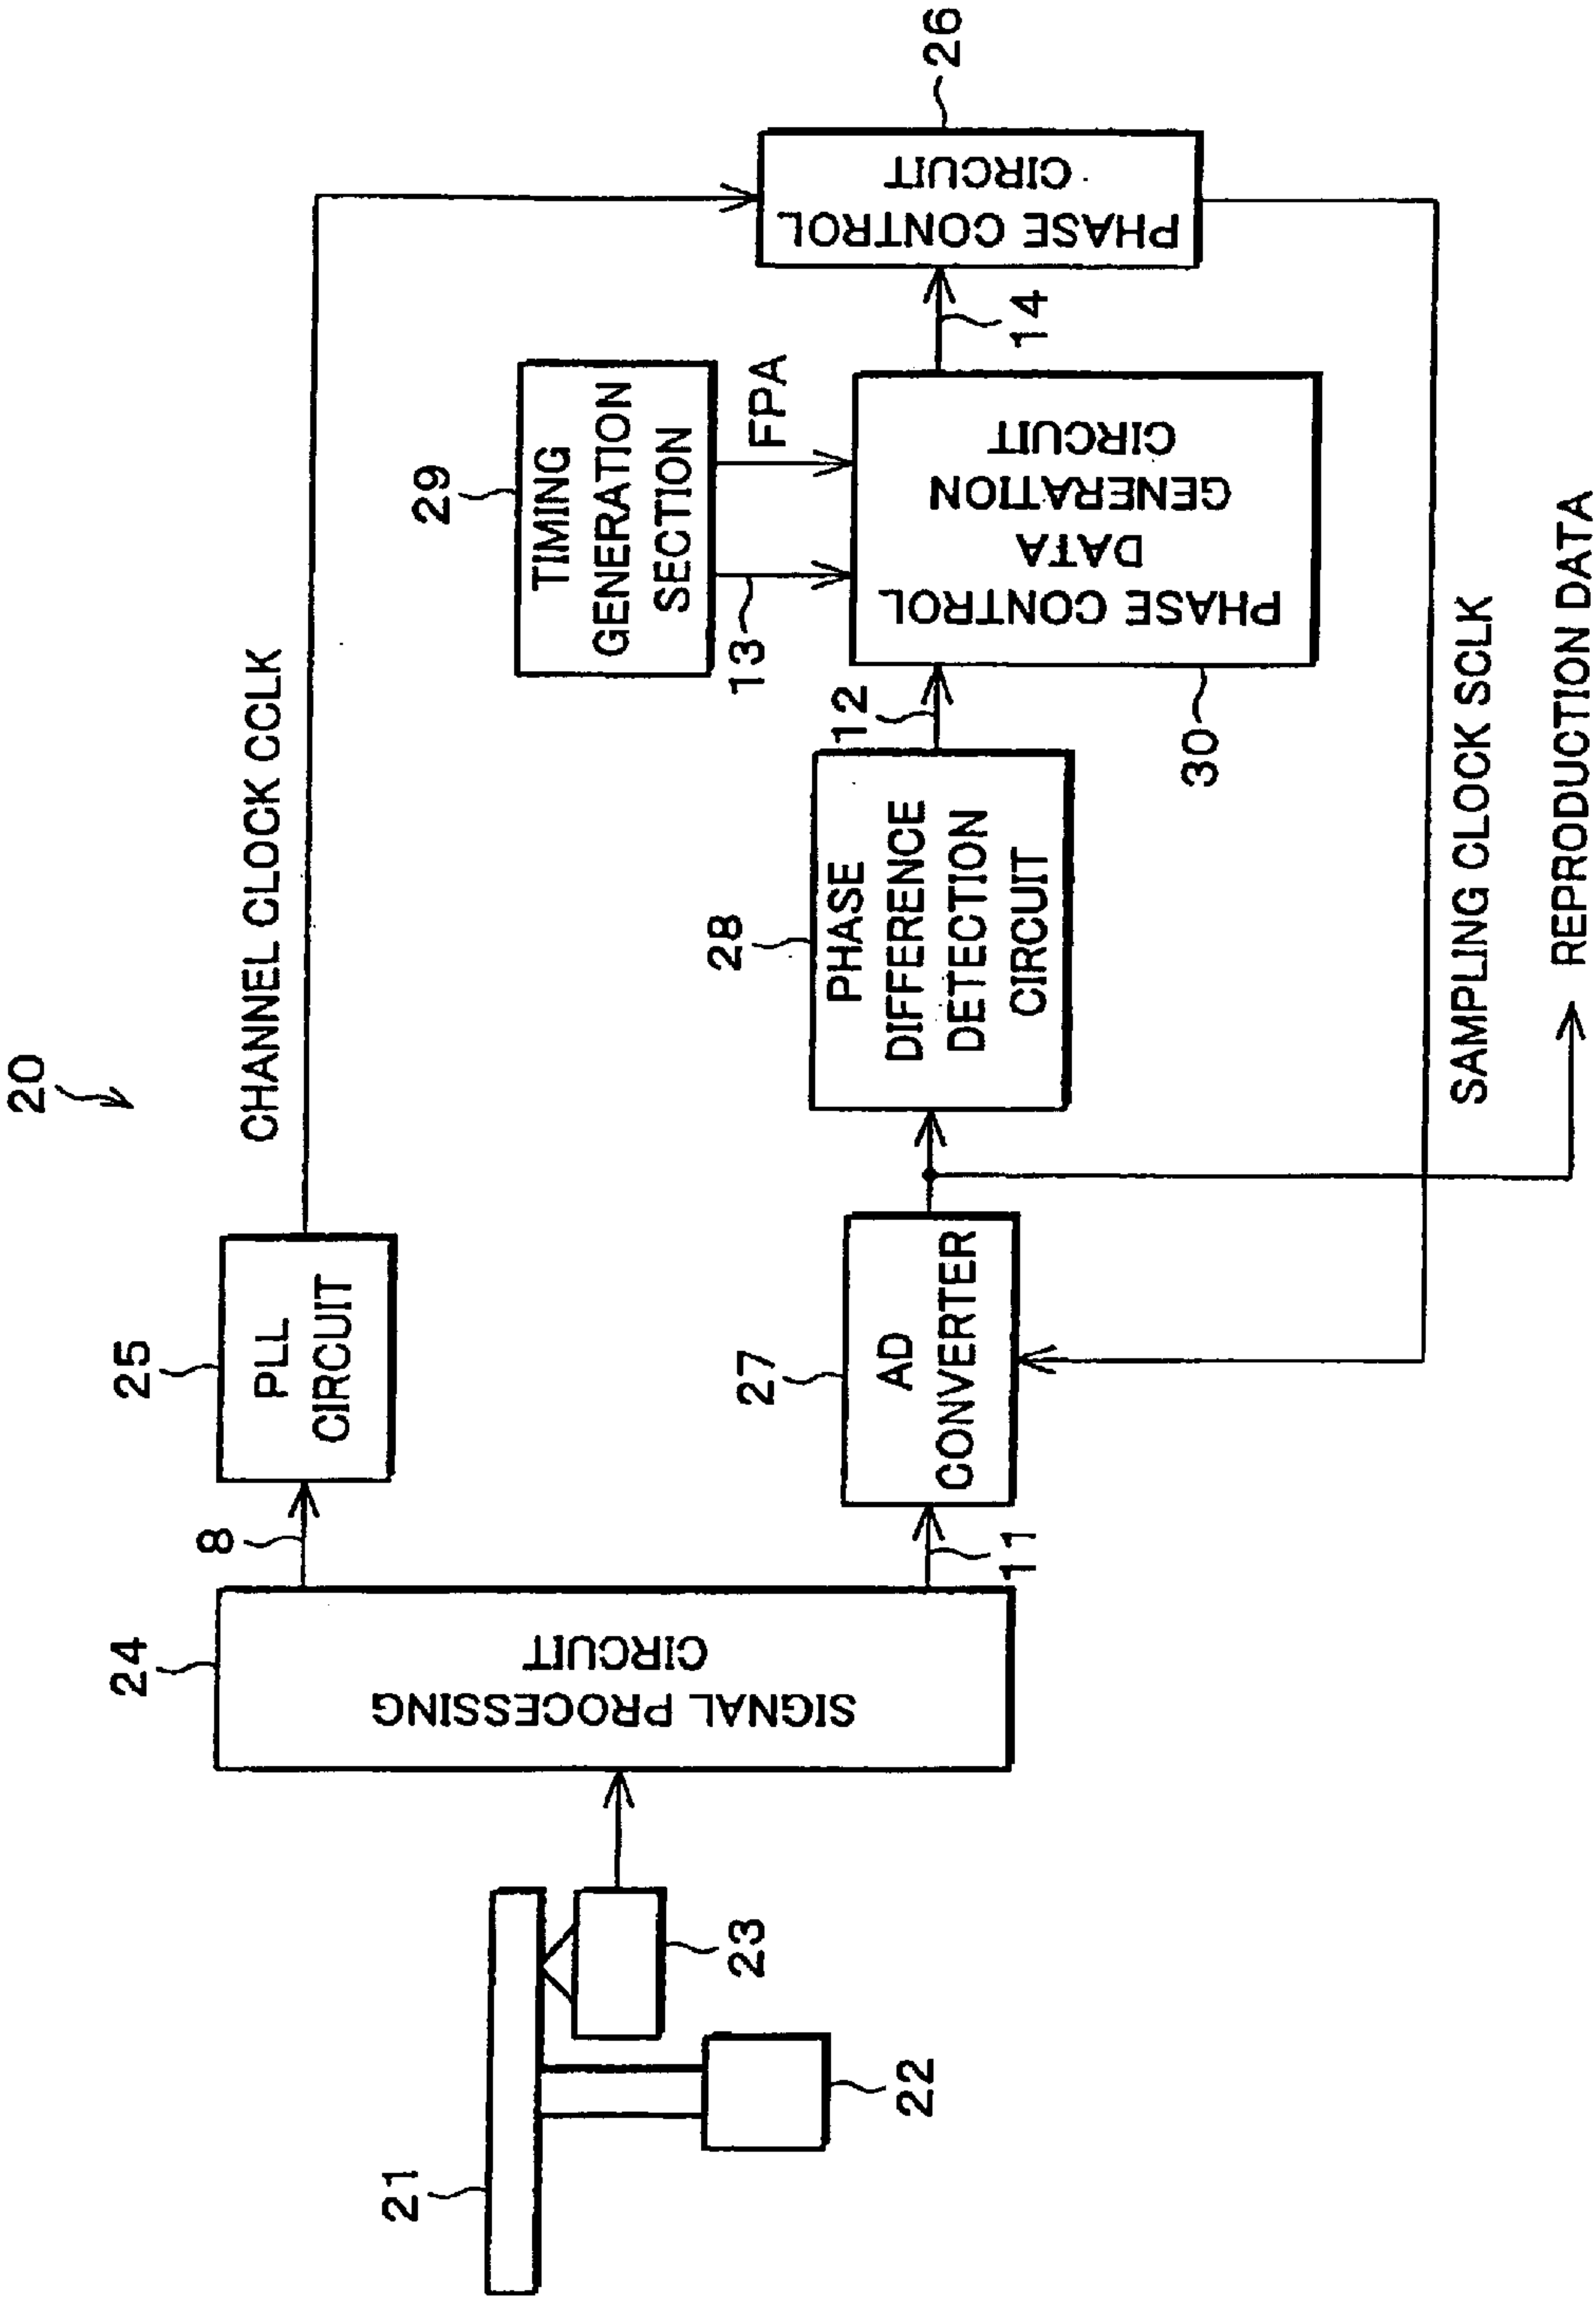 20
CHANNEL CLOCK CCLK
25
PLL
CIRCUIT
8
24
SIGNAL PROCESSING
CIRCUIT
21
22
23
11
27
AD
CONVERTER
28
PHASE
DIFFERENCE
DETECTION
CIRCUIT
12
29
TIMING
GENERATION
SECTION
13
FPA
30
PHASE CONTROL
DATA
GENERATION
CIRCUIT
14
26
PHASE CONTROL
CIRCUIT
SAMPLING CLOCK SCLK
REPRODUCTION DATA